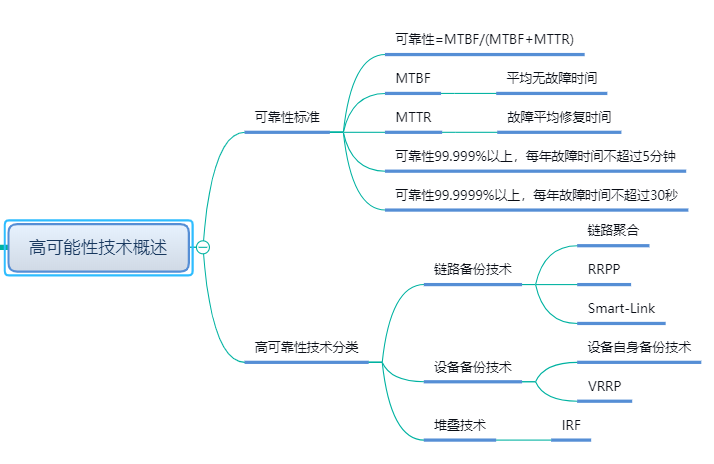 高可能性技术概述
可靠性标准
可靠性=MTBF/(MTBF+MTTR)
MTBF
平均无故障时间
MTTR
故障平均修复时间
可靠性99.999%以上，每年故障时间不超过5分钟
可靠性99.9999%以上，每年故障时间不超过30秒
高可靠性技术分类
链路备份技术
链路聚合
RRPP
Smart-Link
设备备份技术
设备自身备份技术
VRRP
堆叠技术
IRF